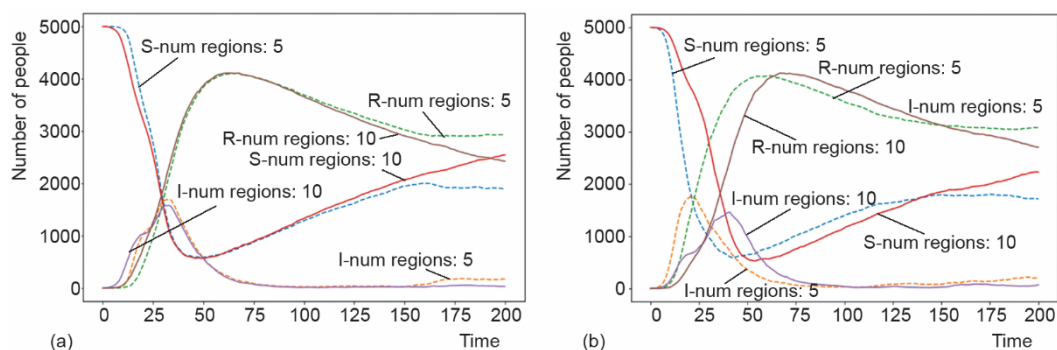 5000
4000
3000
2000
1000
0
Number of people
S-num regions: 5
R-num regions: 5
R-num regions: 10
S-num regions: 10
I-num regions: 10
I-num regions: 5
0 25 50 75 100 125 150 175 200
(a)
Time
5000
4000
3000
2000
1000
0
Number of people
S-num regions: 5
R-num regions: 5
I-num regions: 5
R-num regions: 10
I-num regions: 10
S-num regions: 10
I-num regions: 5
0 25 50 75 100 125 150 175 200
(b)
Time